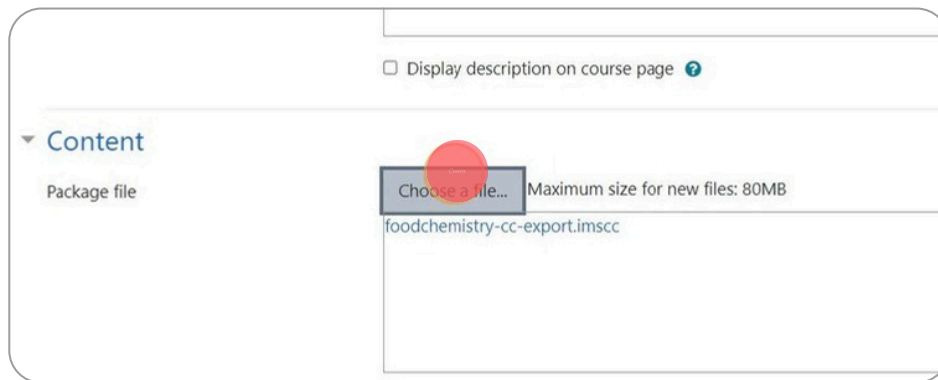 Display description on course page
Content
Package file
Choose a file...
Maximum size for new files: 80MB
foodchemistry-cc-export.imscc